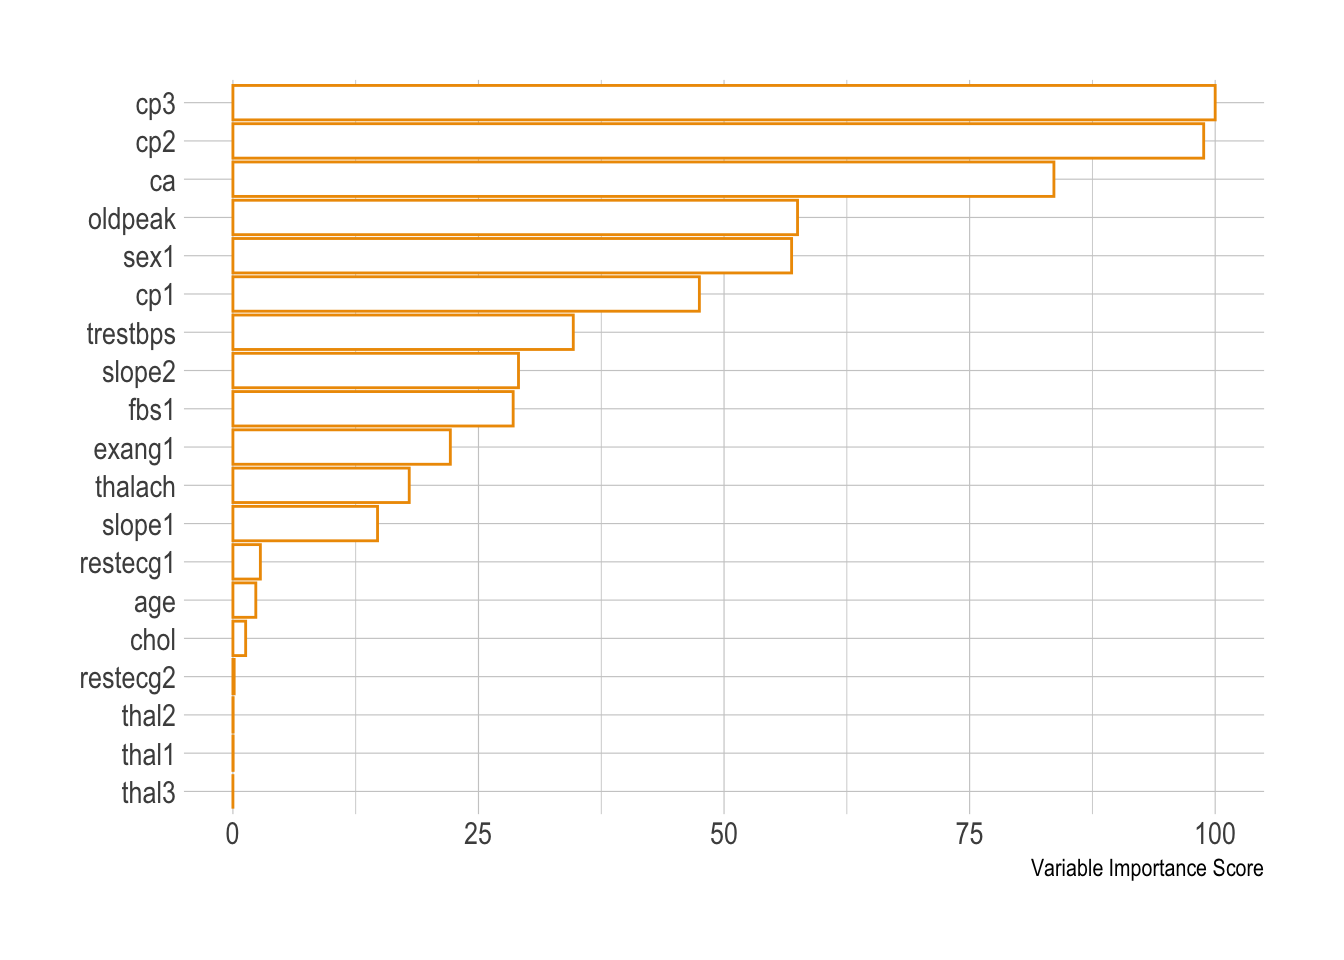 cp3
cp2
ca
oldpeak
sex1
cp1
trestbps
slope2
fbs1
exang1
thalach
slope1
restecg1
age
chol
restecg2
thal2
thal1
thal3
0 25 50 75 100
Variable Importance Score